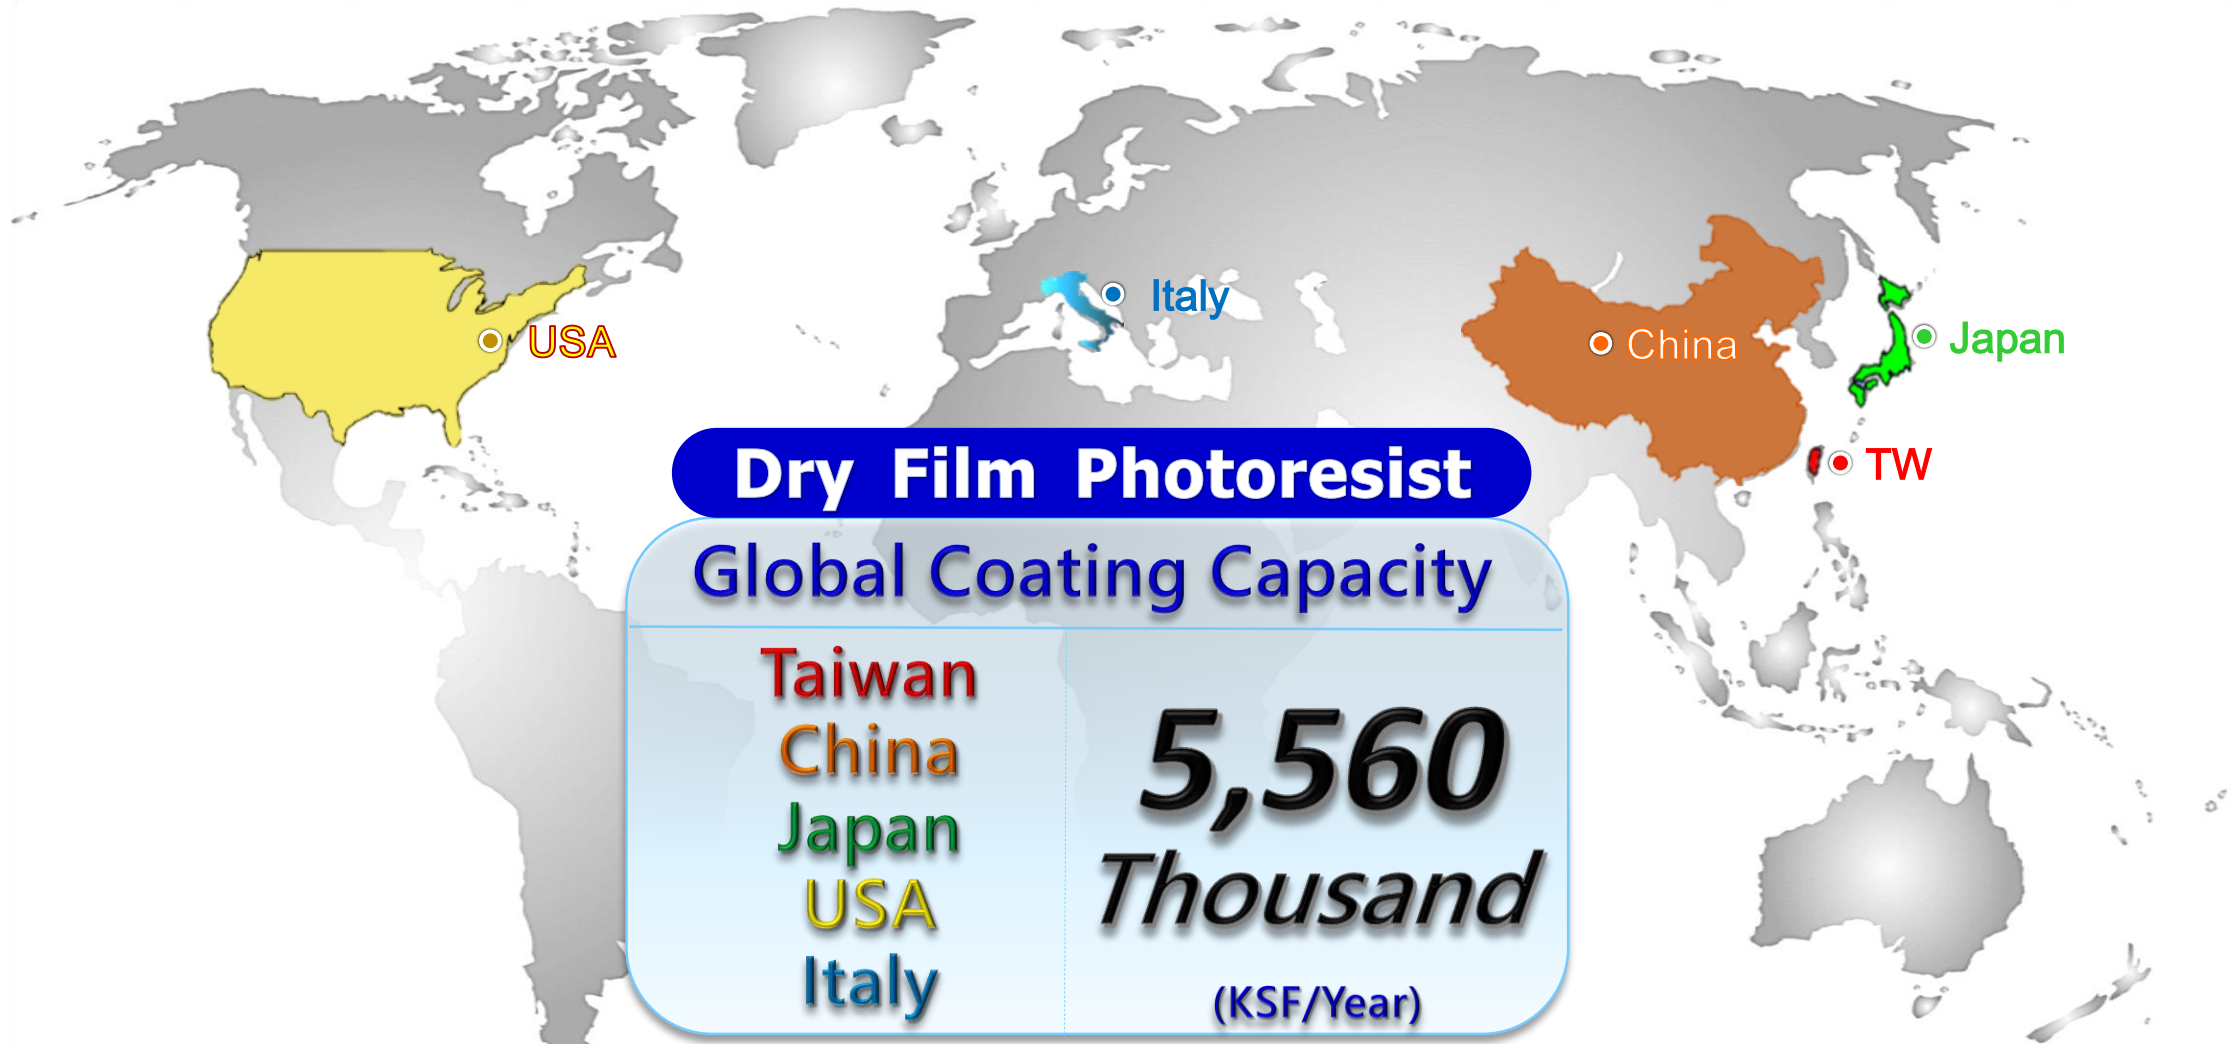 USA
Italy
China
Japan
TW
Dry Film Photoresist
Global Coating Capacity
Taiwan
China
Japan
USA
Italy
5,560
Thousand
(KSF/Year)